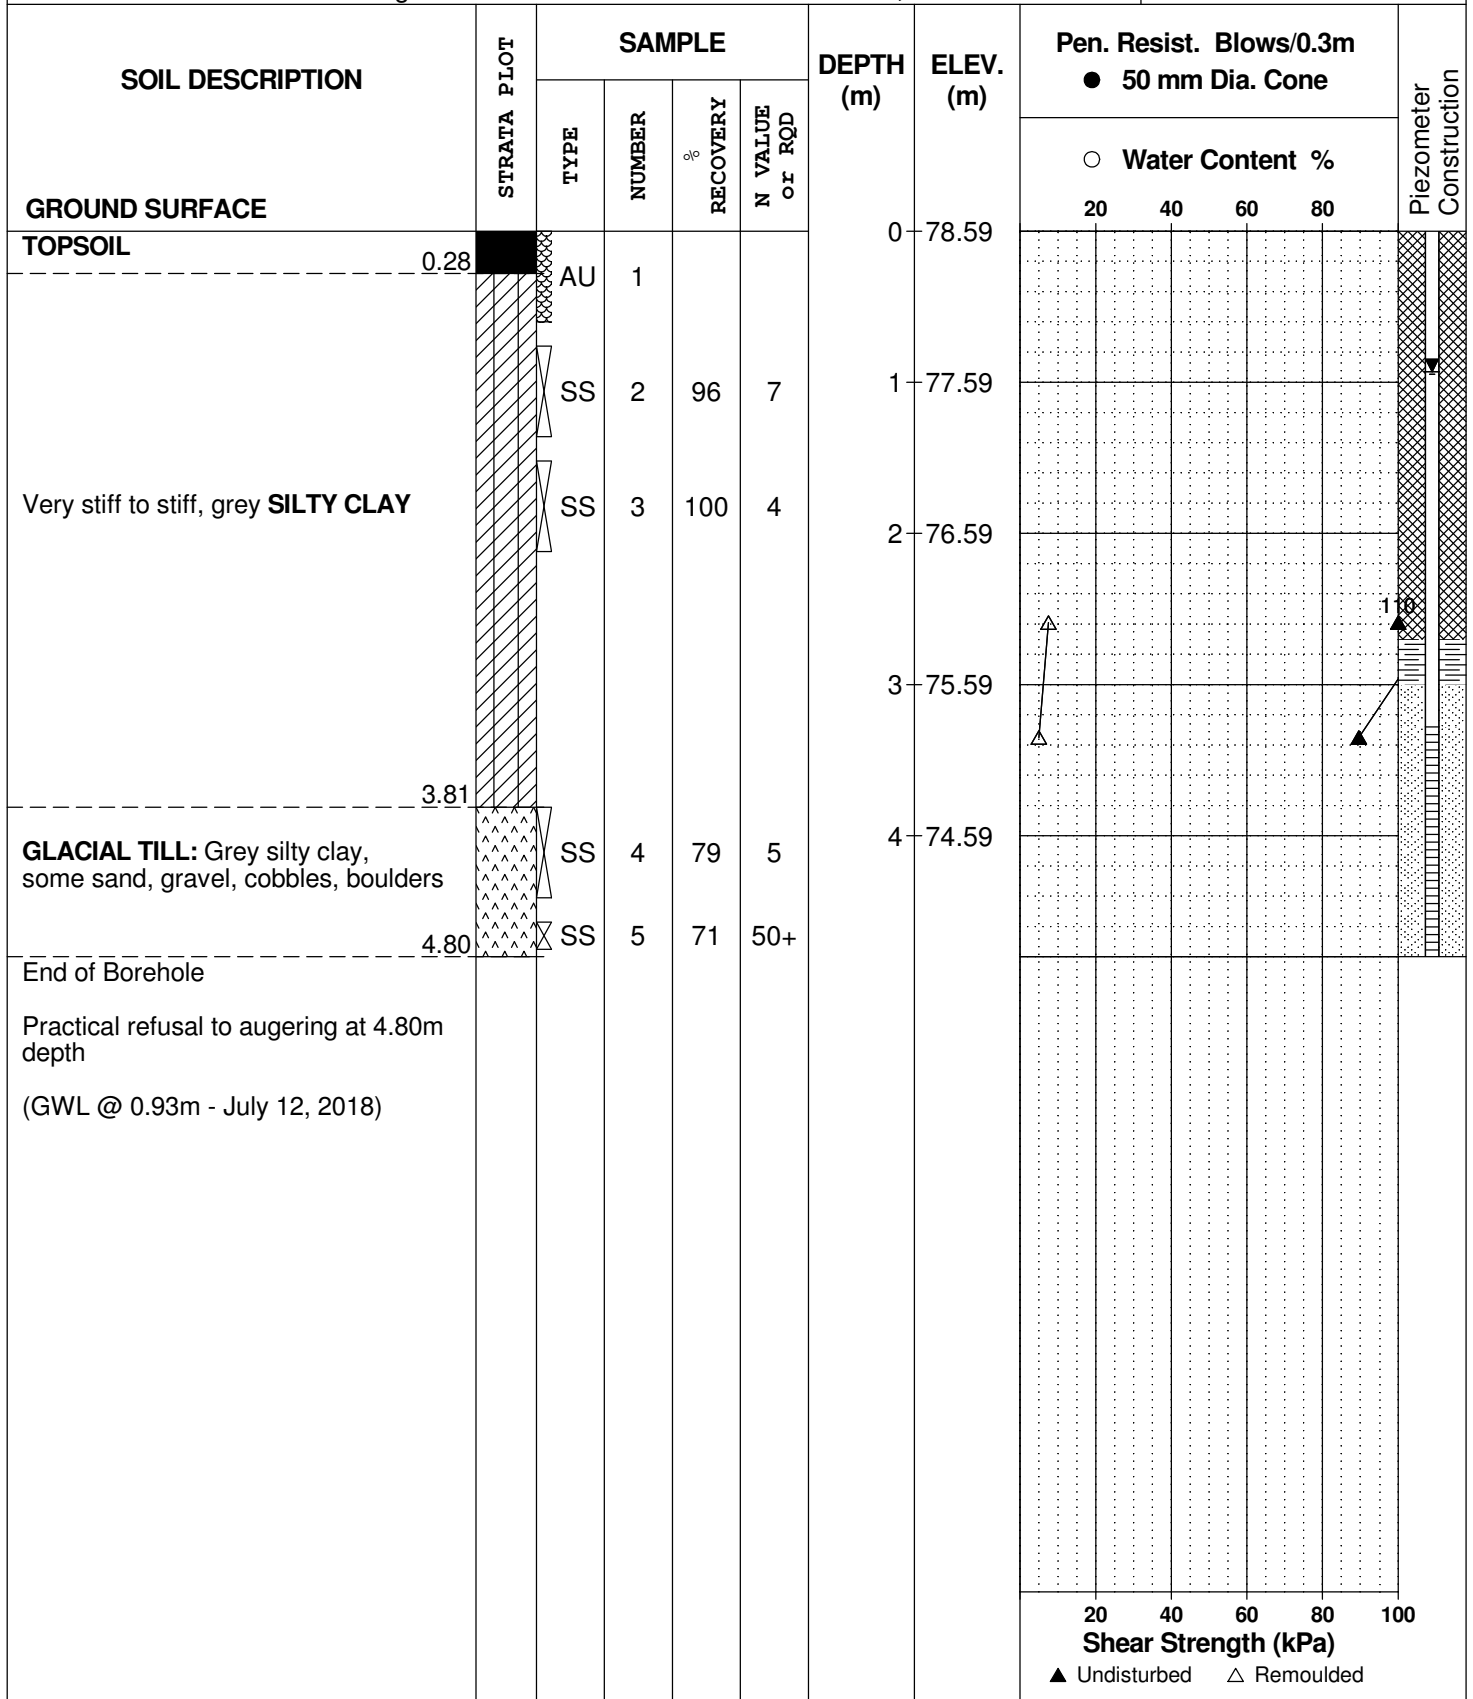 SOIL DESCRIPTION
GROUND SURFACE
STRATA PLOT
SAMPLE
TYPE
NUMBER
%
RECOVERY
N VALUE
or RQD
DEPTH
(m)
ELEV.
(m)
Pen. Resist. Blows/0.3m
● 50 mm Dia. Cone
○ Water Content %
20 40 60 80
Piezometer
Construction
TOPSOIL
0.28
0 78.59
AU 1
SS 2 96 7
1 77.59
Very stiff to stiff, grey SILTY CLAY
SS 3 100 4
2 76.59
110
3 75.59
3.81
GLACIAL TILL: Grey silty clay,
some sand, gravel, cobbles, boulders
SS 4 79 5
4 74.59
SS 5 71 50+
4.80
End of Borehole
Practical refusal to augering at 4.80m
depth
(GWL @ 0.93m - July 12, 2018)
20 40 60 80 100
Shear Strength (kPa)
▲ Undisturbed △ Remoulded